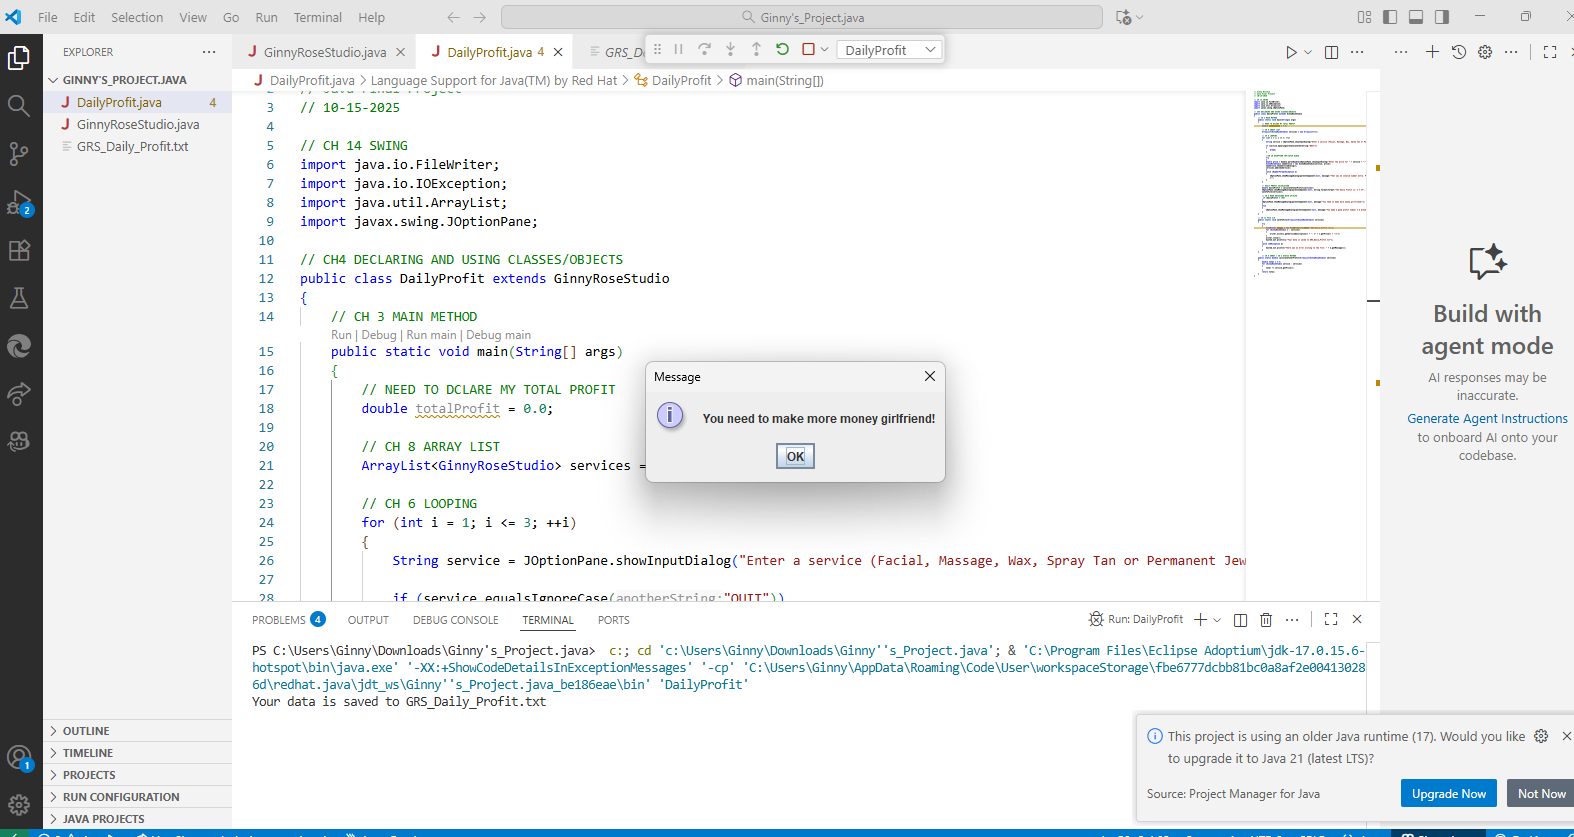 File Edit Selection View Go Run Terminal Help
Ginny's_Project.java
EXPLORER
GinnyRoseStudio.java
DailyProfit.java 4
GRS_D
DailyProfit
GINNY'S_PROJECT.JAVA
DailyProfit.java 4
GinnyRoseStudio.java
GRS_Daily_Profit.txt
DailyProfit.java > Language Support for Java(TM) by Red Hat > DailyProfit > main(String[])
2 // Java Final Project
3 // 10-15-2025
4
5 // CH 14 SWING
6 import java.io.FileWriter;
7 import java.io.IOException;
8 import java.util.ArrayList;
9 import javax.swing.JOptionPane;
10
11 // CH4 DECLARING AND USING CLASSES/OBJECTS
12 public class DailyProfit extends GinnyRoseStudio
13 {
14 // CH 3 MAIN METHOD
Run | Debug | Run main | Debug main
15 public static void main(String[] args)
16 {
17 // NEED TO DCLARE MY TOTAL PROFIT
18 double totalProfit = 0.0;
19
20 // CH 8 ARRAY LIST
21 ArrayList<GinnyRoseStudio> services =
22
23 // CH 6 LOOPING
24 for (int i = 1; i <= 3; ++i)
25 {
26 String service = JOptionPane.showInputDialog("Enter a service (Facial, Massage, Wax, Spray Tan or Permanent Jew
27
28 if (service.equalsIgnoreCase(anotherString:"QUIT"))
Message
You need to make more money girlfriend!
OK
Build with
agent mode
AI responses may be
inaccurate.
Generate Agent Instructions
to onboard AI onto your
codebase.
PROBLEMS 4 OUTPUT DEBUG CONSOLE TERMINAL PORTS
Run: DailyProfit
PS C:\Users\Ginny\Downloads\Ginny's_Project.java> c:; cd 'c:\Users\Ginny\Downloads\Ginny''s_Project.java'; & 'C:\Program Files\Eclipse Adoptium\jdk-17.0.15.6-
hotspot\bin\java.exe' '-XX:+ShowCodeDetailsInExceptionMessages' '-cp' 'C:\Users\Ginny\AppData\Roaming\Code\User\workspaceStorage\fbe6777dcbb81bc0a8af2e00413028
6d\redhat.java\jdt_ws\Ginny''s_Project.java_be186eae\bin' 'DailyProfit'
Your data is saved to GRS_Daily_Profit.txt
2
1
OUTLINE
TIMELINE
PROJECTS
RUN CONFIGURATION
JAVA PROJECTS
This project is using an older Java runtime (17). Would you like
to upgrade it to Java 21 (latest LTS)?
Source: Project Manager for Java
Upgrade Now
Not Now